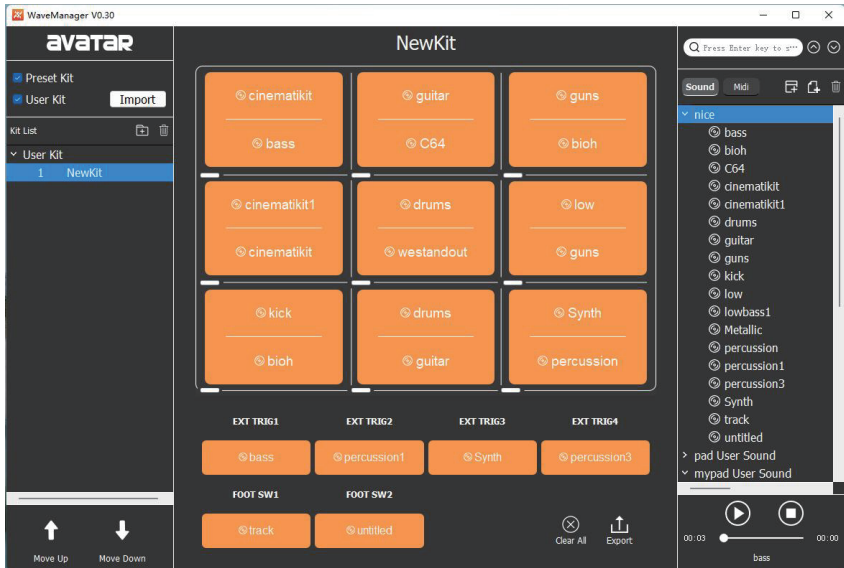 WaveManager V0.30
avatar
Preset Kit
User Kit
Import
Kit List
User Kit
1 NewKit
Move Up
Move Down
NewKit
cinematikit
bass
guitar
C64
guns
bioh
cinematikit1
cinematikit
drums
westandout
low
guns
kick
bioh
drums
guitar
Synth
percussion
EXT TRIG1
EXT TRIG2
EXT TRIG3
EXT TRIG4
bass
percussion1
Synth
percussion3
FOOT SW1
FOOT SW2
track
untitled
Clear All
Export
Press Enter key to s...
Sound
Midi
nice
bass
bioh
C64
cinematikit
cinematikit1
drums
guitar
guns
kick
low
lowbass1
Metallic
percussion
percussion1
percussion3
Synth
track
untitled
pad User Sound
mypad User Sound
00:03
00:00
bass